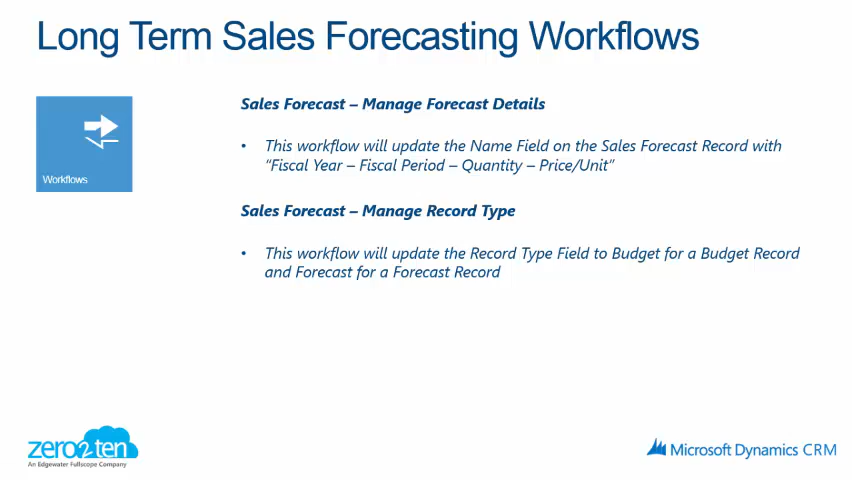 Long Term Sales Forecasting Workflows
Workflows
Sales Forecast – Manage Forecast Details
• This workflow will update the Name Field on the Sales Forecast Record with
“Fiscal Year – Fiscal Period – Quantity – Price/Unit”
Sales Forecast – Manage Record Type
• This workflow will update the Record Type Field to Budget for a Budget Record
and Forecast for a Forecast Record
zero2ten
An Edgewater Fullscope Company
Microsoft Dynamics CRM